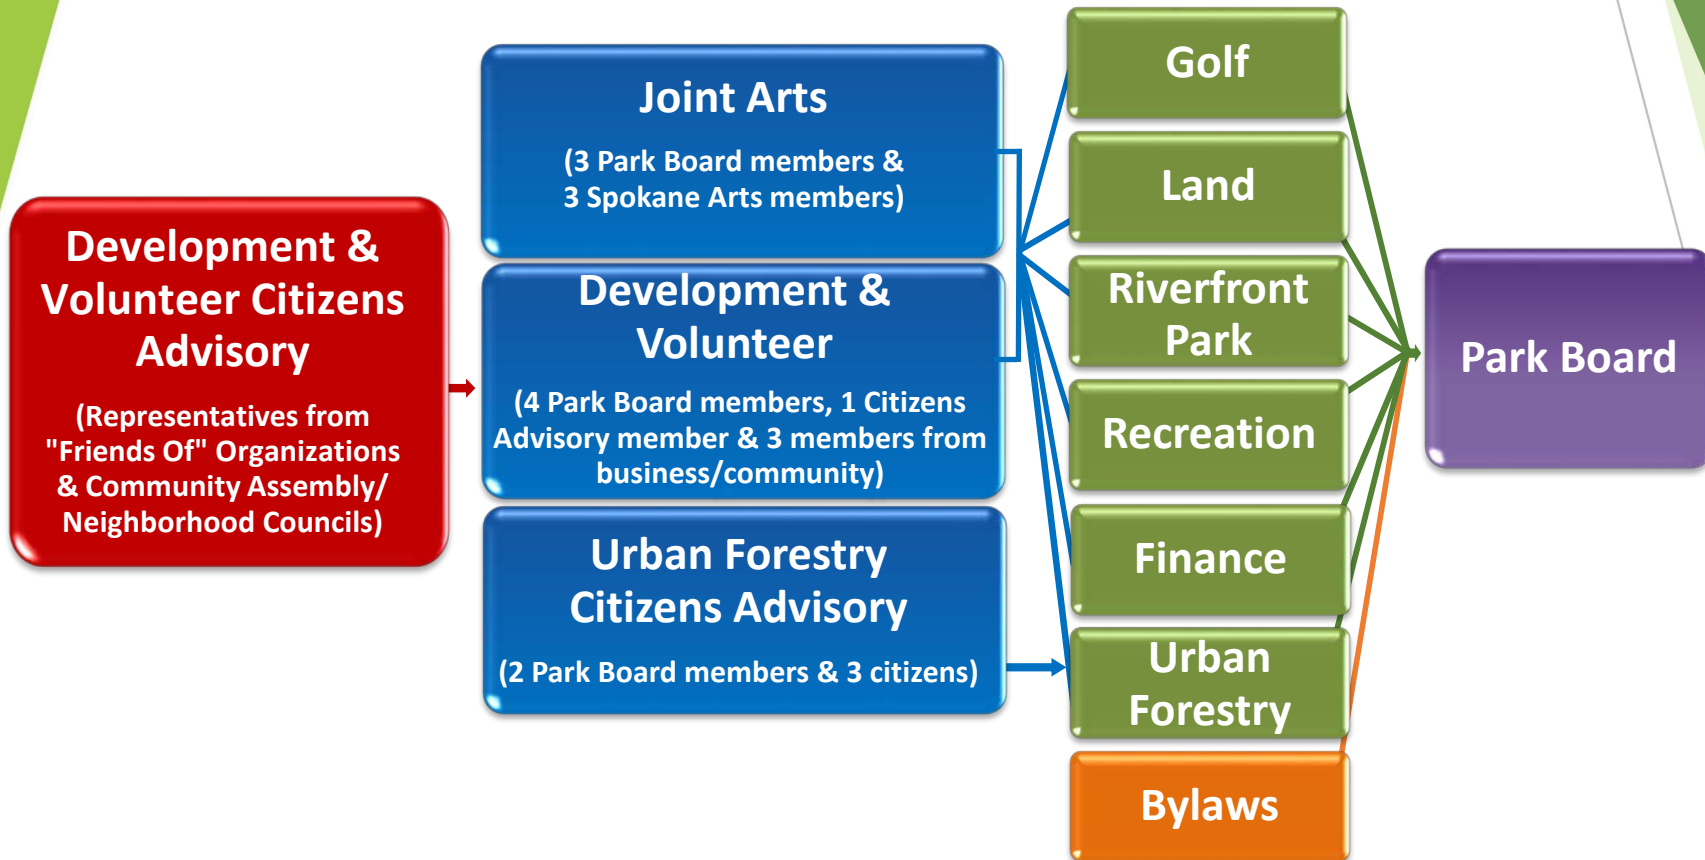 Development &
Volunteer Citizens
Advisory
(Representatives from
"Friends Of" Organizations
& Community Assembly/
Neighborhood Councils)
Joint Arts
(3 Park Board members &
3 Spokane Arts members)
Development &
Volunteer
(4 Park Board members, 1 Citizens
Advisory member & 3 members from
business/community)
Urban Forestry
Citizens Advisory
(2 Park Board members & 3 citizens)
Golf
Land
Riverfront
Park
Recreation
Finance
Urban
Forestry
Bylaws
Park Board